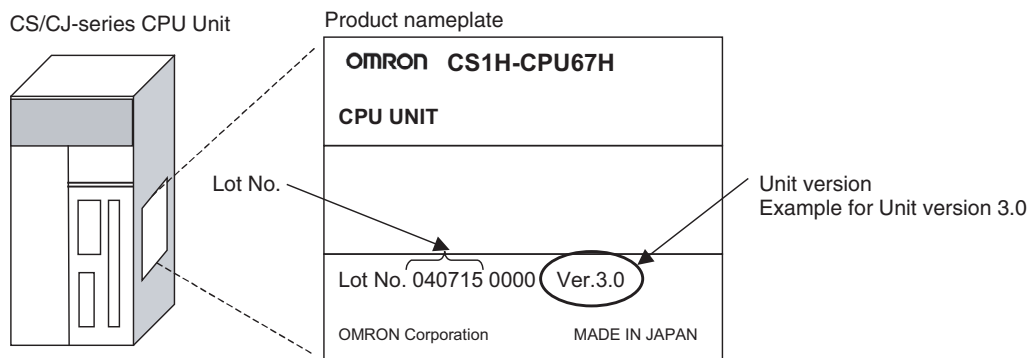 CS/CJ-series CPU Unit
Product nameplate
OMRON CS1H-CPU67H
CPU UNIT
Lot No.
Unit version
Example for Unit version 3.0
Lot No. 040715 0000 Ver.3.0
OMRON Corporation MADE IN JAPAN